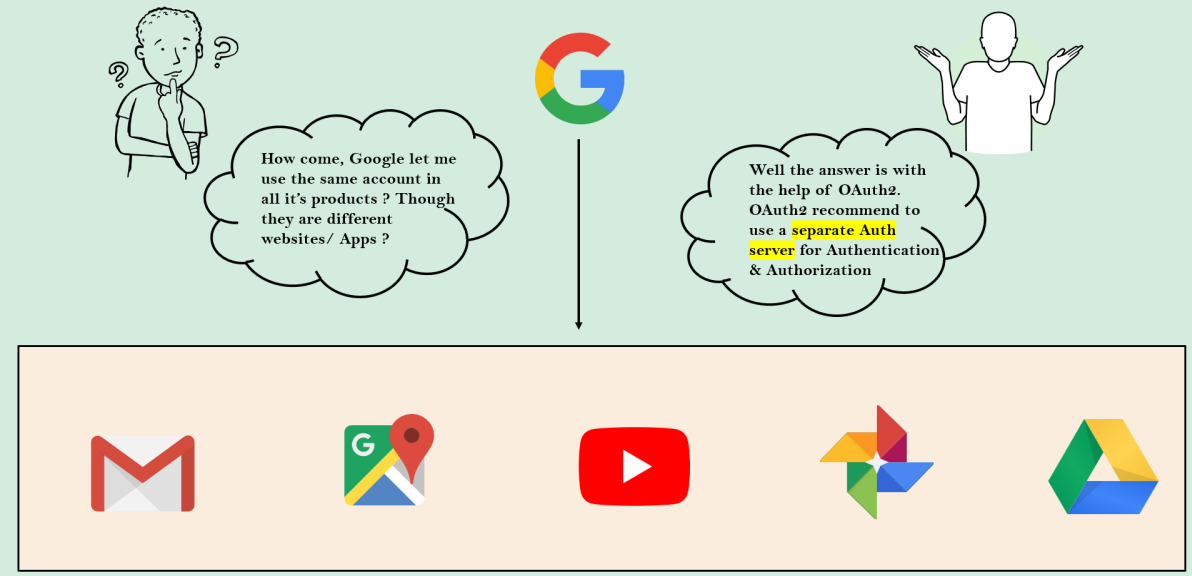 ?
?
How come, Google let me
use the same account in
all it's products ? Though
they are different
websites/ Apps ?
Well the answer is with
the help of OAuth2.
OAuth2 recommend to
use a separate Auth
server for Authentication
& Authorization
G
G